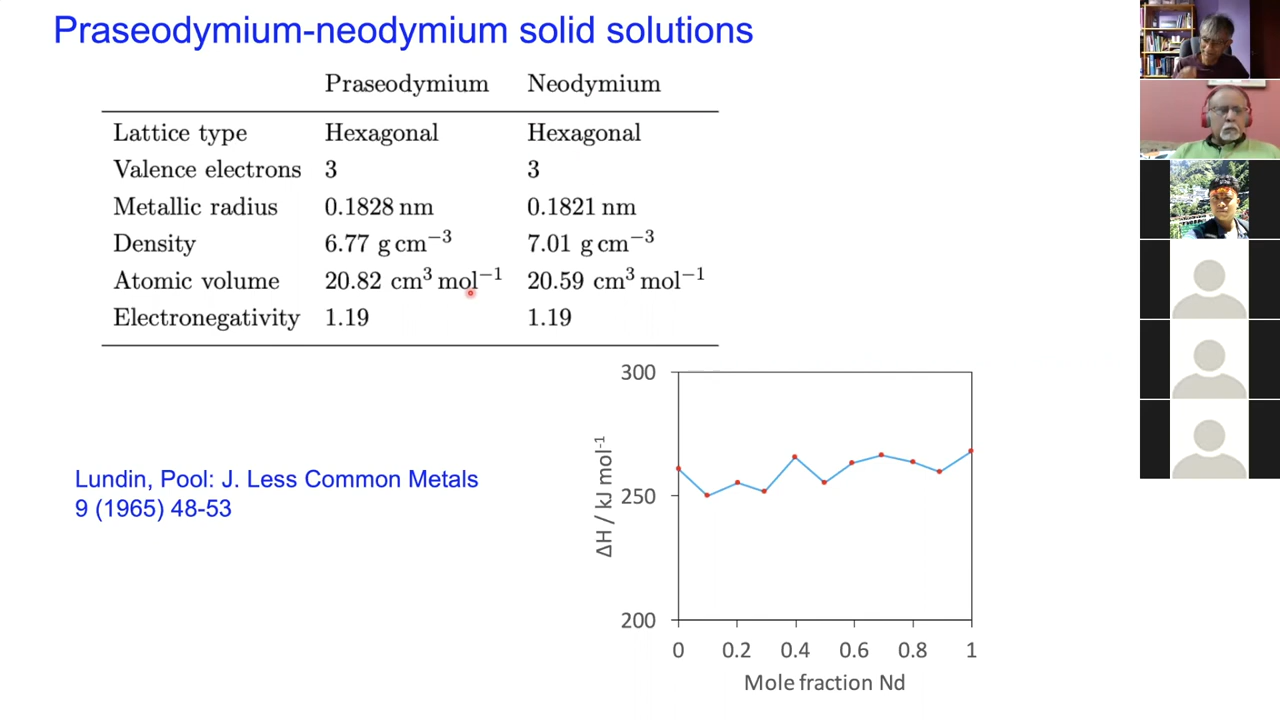 Praseodymium-neodymium solid solutions
Praseodymium Neodymium
Lattice type Hexagonal Hexagonal
Valence electrons 3 3
Metallic radius 0.1828 nm 0.1821 nm
Density 6.77 g cm⁻³ 7.01 g cm⁻³
Atomic volume 20.82 cm³ mol⁻¹ 20.59 cm³ mol⁻¹
Electronegativity 1.19 1.19
Lundin, Pool: J. Less Common Metals
9 (1965) 48-53
ΔH / kJ mol⁻¹
300
250
200
0 0.2 0.4 0.6 0.8 1
Mole fraction Nd